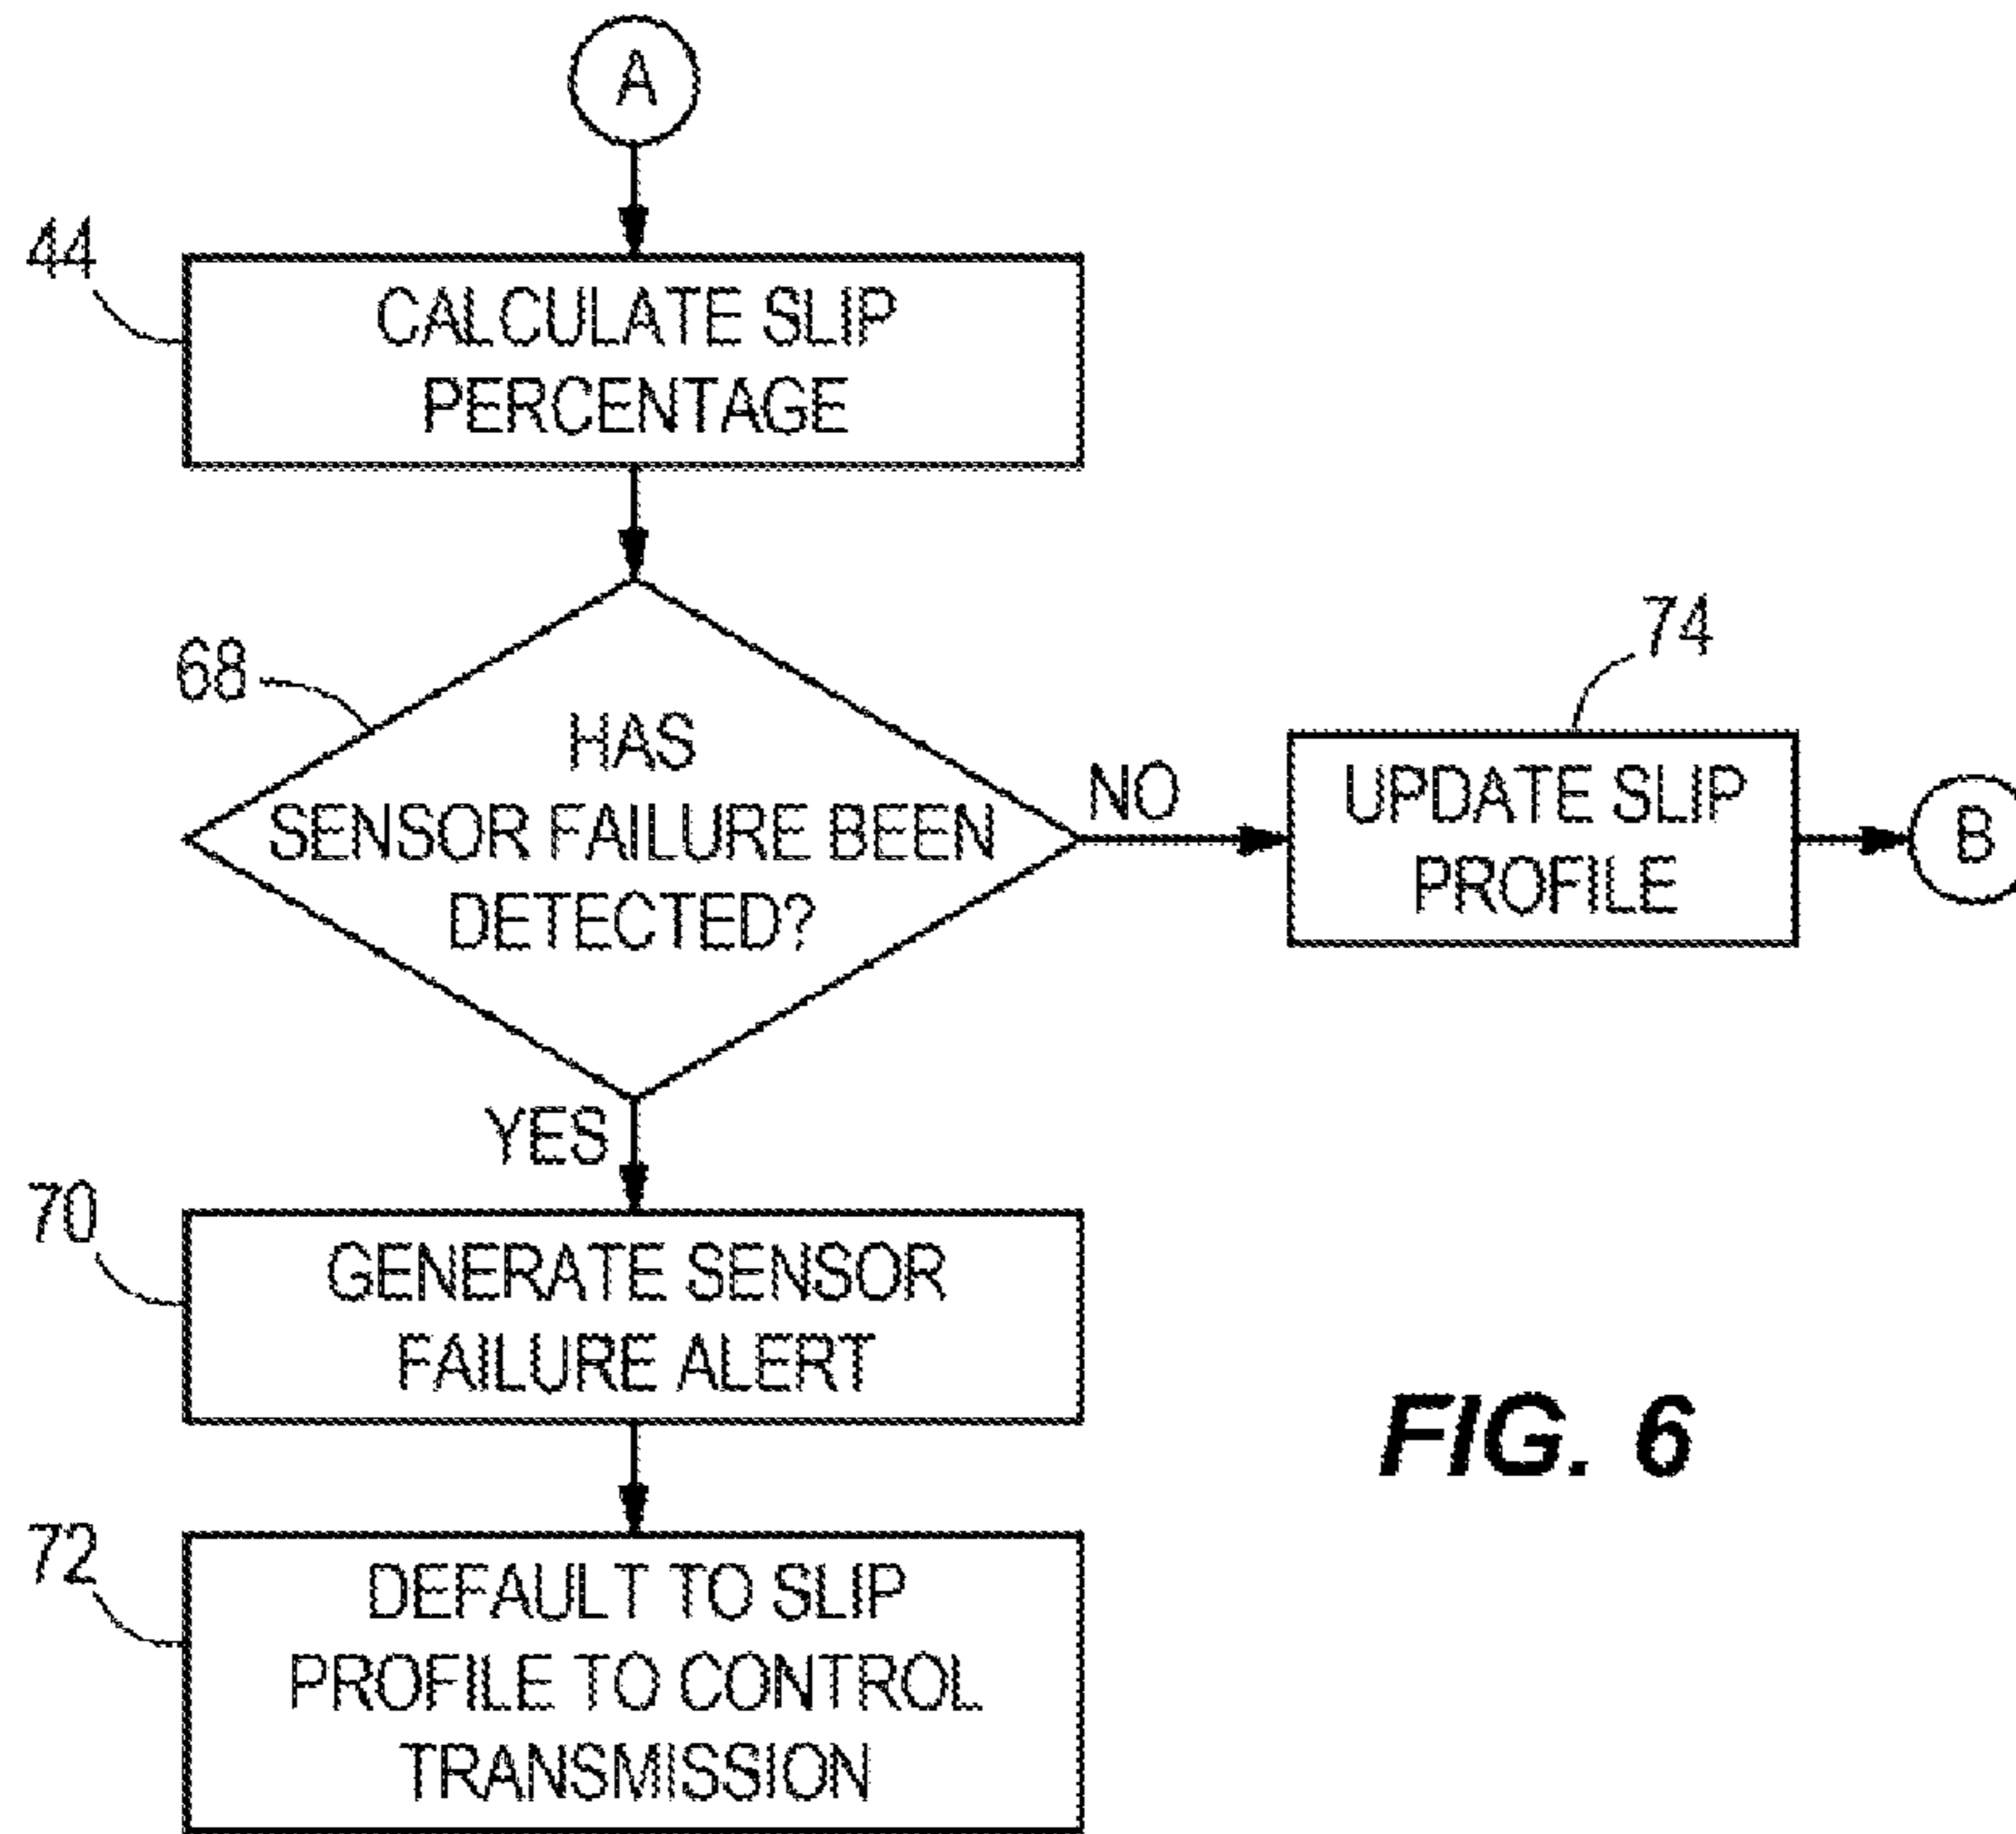 A
44
CALCULATE SLIP
PERCENTAGE
68
HAS
SENSOR FAILURE BEEN
DETECTED?
NO
74
UPDATE SLIP
PROFILE
B
YES
70
GENERATE SENSOR
FAILURE ALERT
72
DEFAULT TO SLIP
PROFILE TO CONTROL
TRANSMISSION
FIG. 6